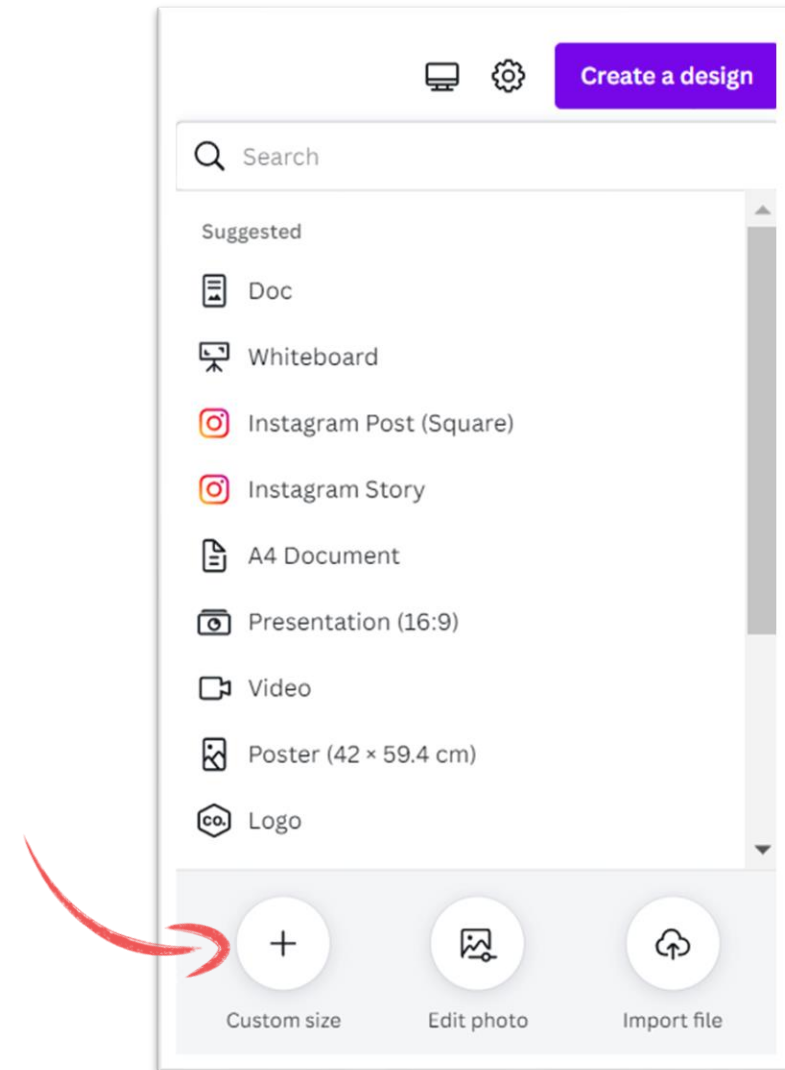 Create a design
Search
Suggested
Doc
Whiteboard
Instagram Post (Square)
Instagram Story
A4 Document
Presentation (16:9)
Video
Poster (42 × 59.4 cm)
CO. Logo
Custom size Edit photo Import file